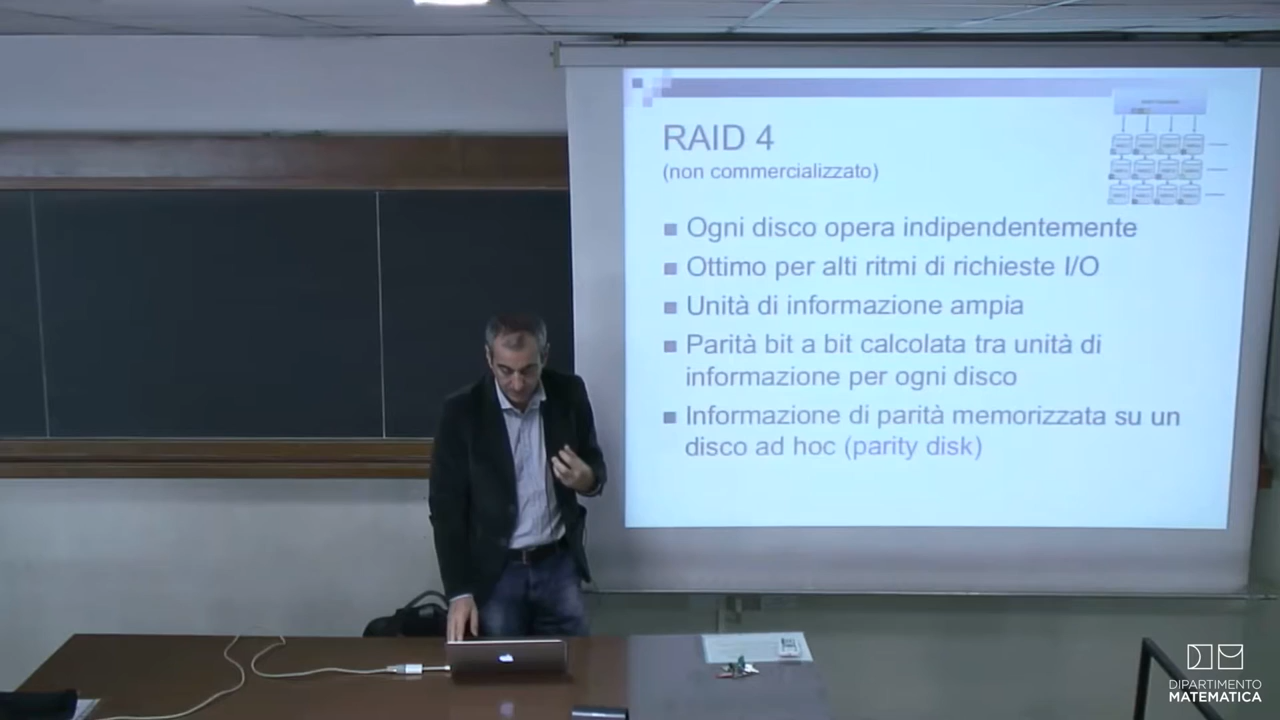 RAID 4
(non commercializzato)
Ogni disco opera indipendentemente
Ottimo per alti ritmi di richieste I/O
Unità di informazione ampia
Parità bit a bit calcolata tra unità di
informazione per ogni disco
Informazione di parità memorizzata su un
disco ad hoc (parity disk)
DIPARTIMENTO
MATEMATICA